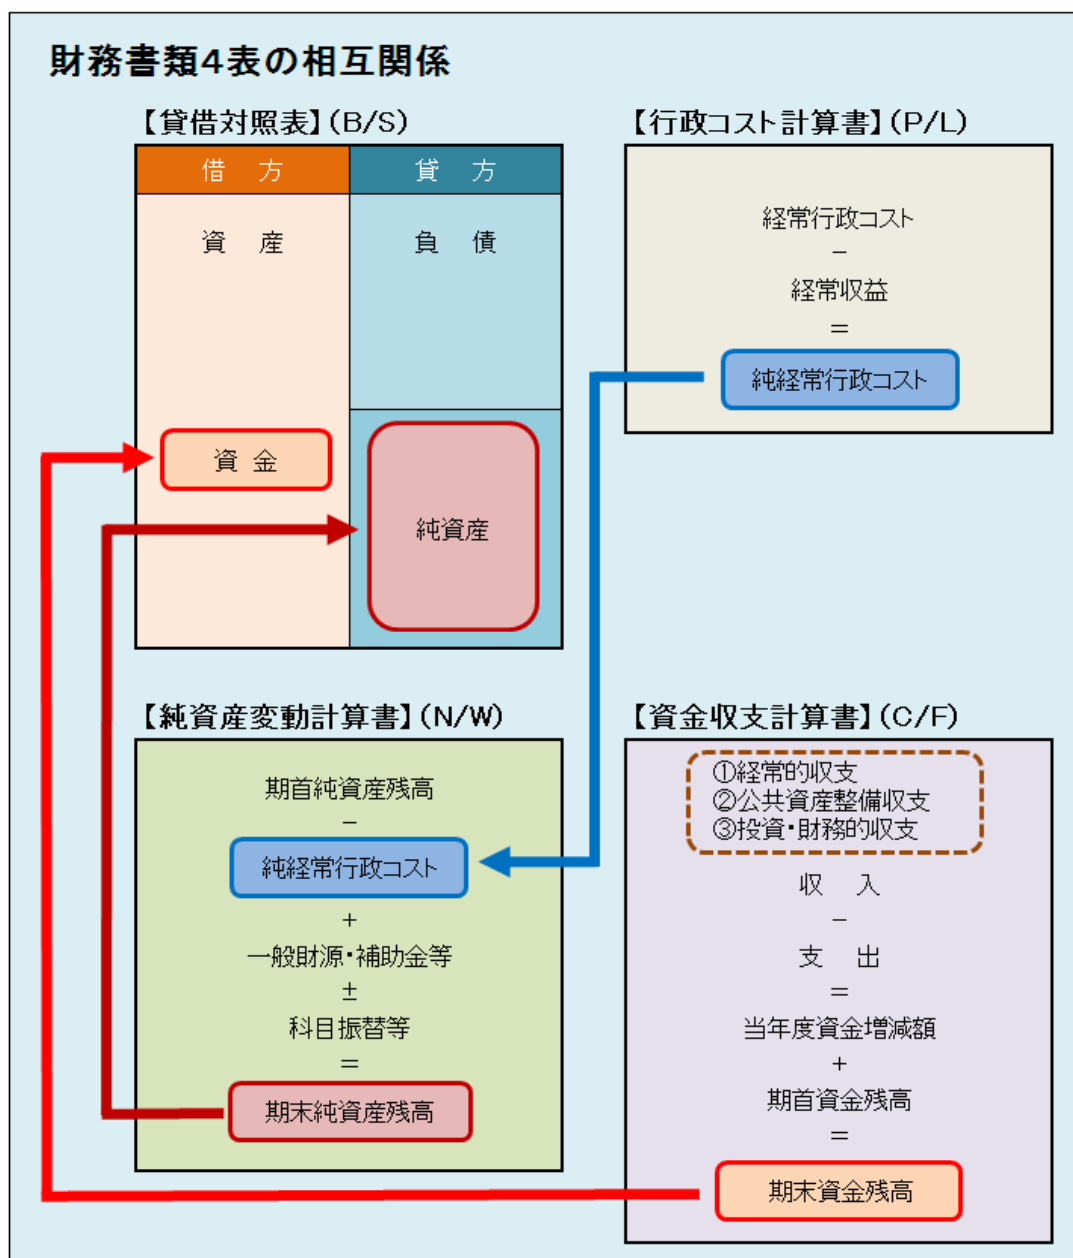 財務書類4表の相互関係
【貸借対照表】(B/S)
借　方
貸　方
資　産
負　債
資 金
純資産
【行政コスト計算書】(P/L)
経常行政コスト
－
経常収益
＝
純経常行政コスト
【純資産変動計算書】(N/W)
期首純資産残高
－
純経常行政コスト
＋
一般財源・補助金等
±
科目振替等
＝
期末純資産残高
【資金収支計算書】(C/F)
①経常的収支
②公共資産整備収支
③投資・財務的収支
収　入
－
支　出
＝
当年度資金増減額
＋
期首資金残高
＝
期末資金残高